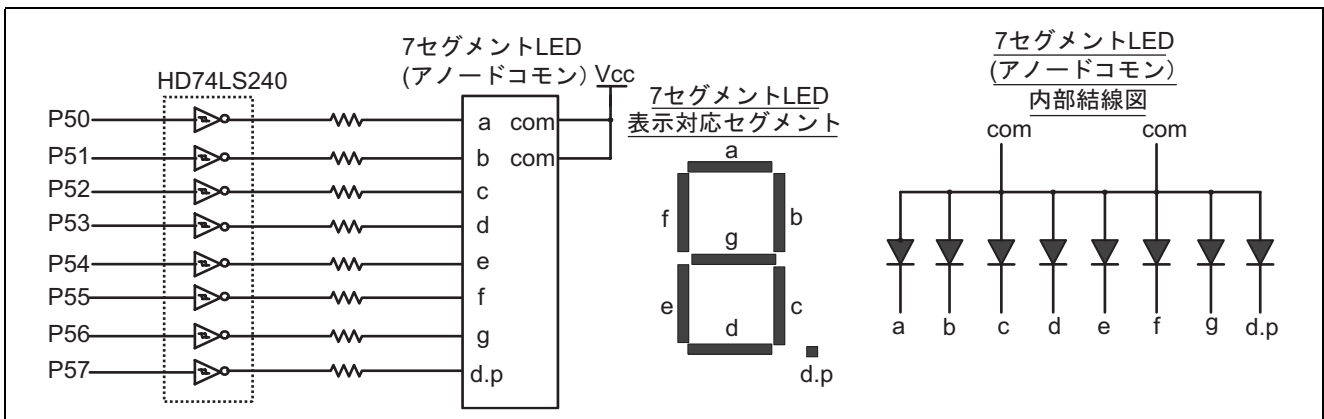 HD74LS240
P50
P51
P52
P53
P54
P55
P56
P57
7セグメントLED
(アノードコモン)
Vcc
a com
b com
c
d
e
f
g
d.p
7セグメントLED
表示対応セグメント
a
f
b
g
e
c
d
d.p
7セグメントLED
(アノードコモン)
内部結線図
com com
a b c d e f g d.p